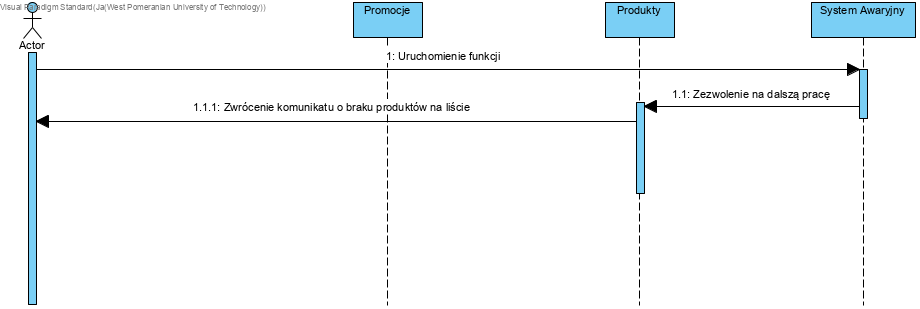 Visual Paradigm Standard(Ja(West Pomeranian University of Technology))
Promocje
Produkty
System Awaryjny
Actor
1: Uruchomienie funkcji
1.1: Zezwolenie na dalszą pracę
1.1.1: Zwrócenie komunikatu o braku produktów na liście